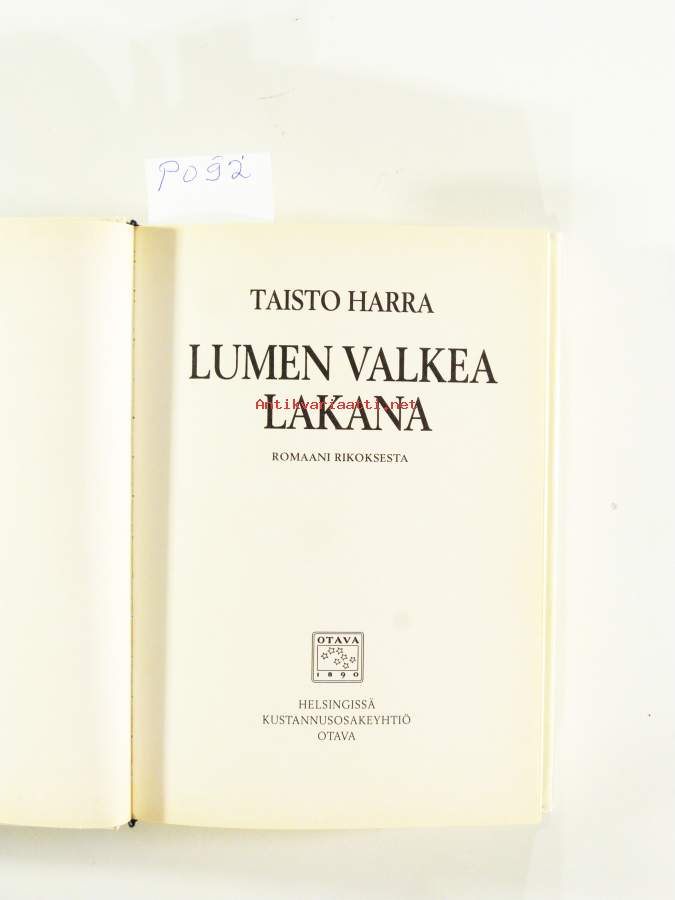 P092
TAISTO HARRA
LUMEN VALKEA
LAKANA
Antikvariaatti.net
ROMAANI RIKOKSESTA
OTAVA
1890
HELSINGISSÄ
KUSTANNUSOSAKEYHTIÖ
OTAVA